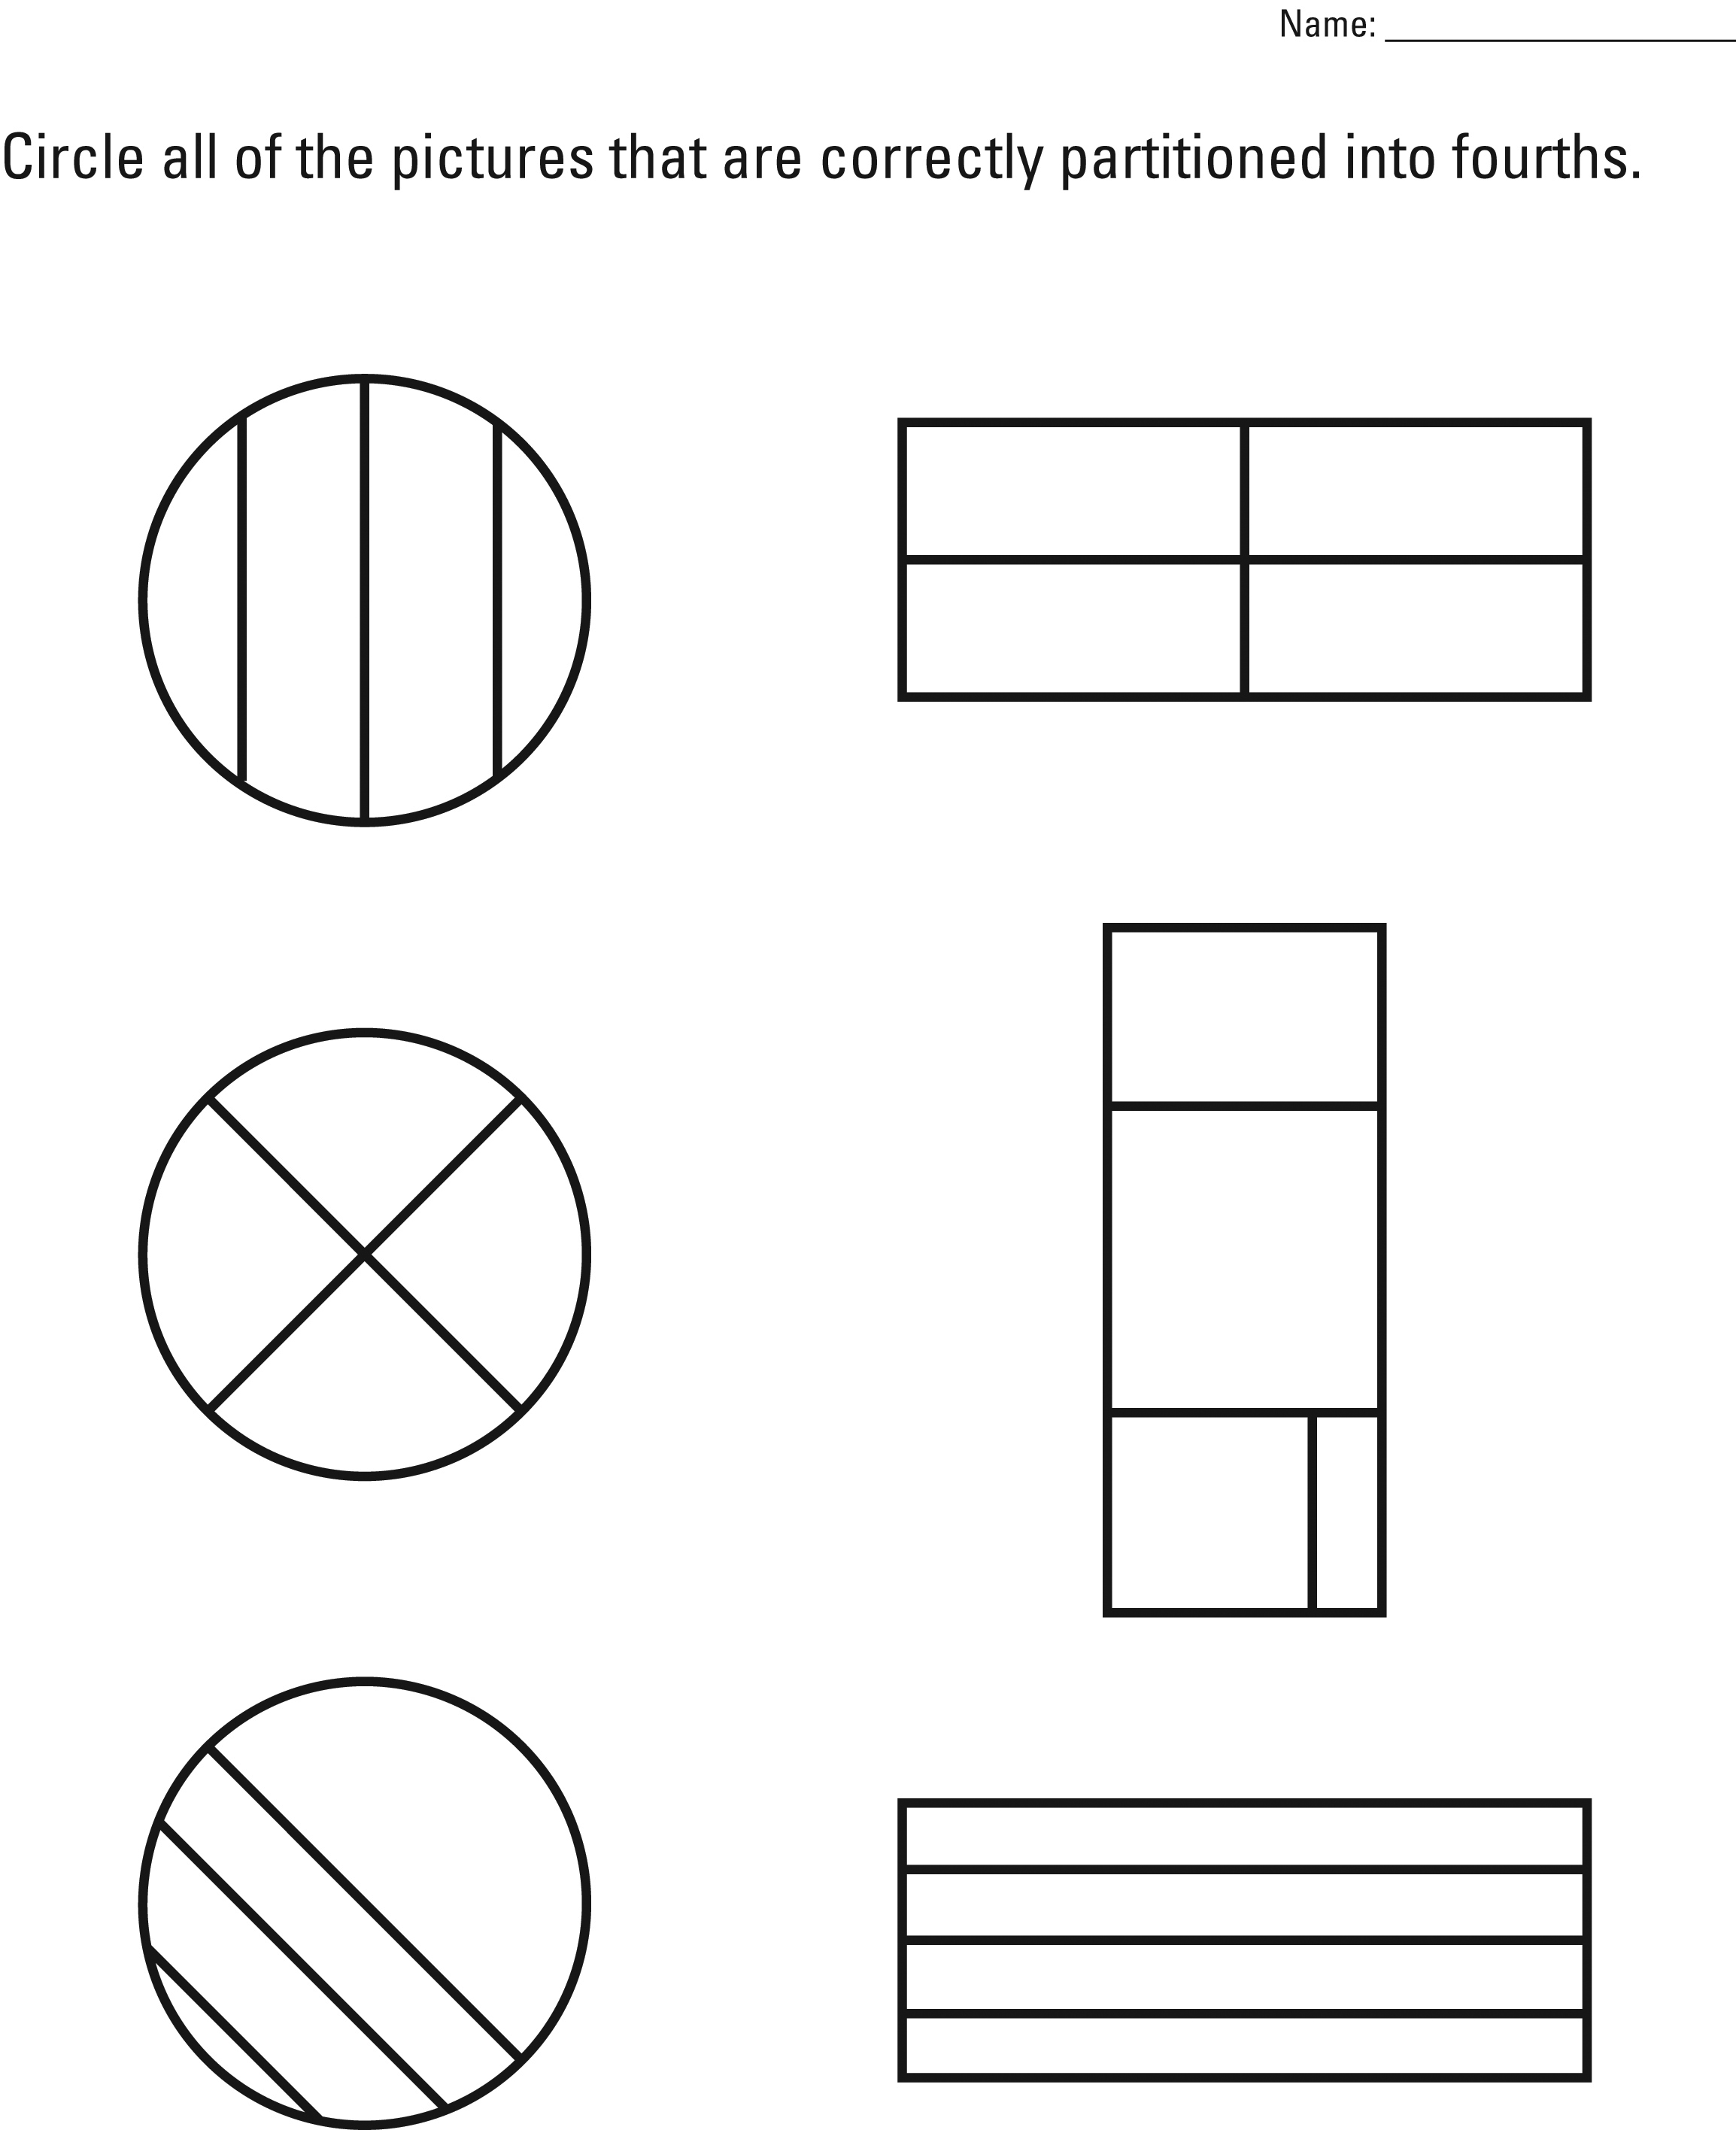 Name:
Circle all of the pictures that are correctly partitioned into fourths.